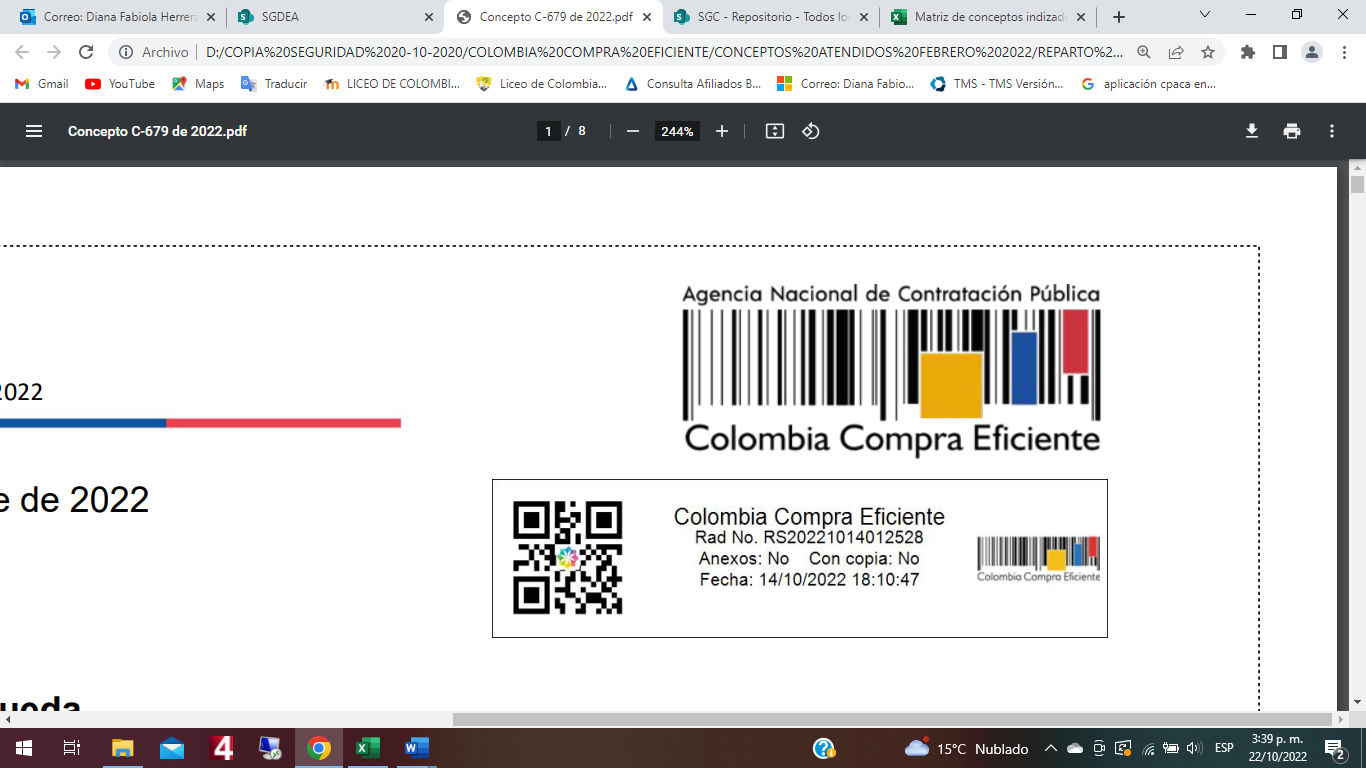 Correo: Diana Fabiola Herrera
SGDEA
Concepto C-679 de 2022.pdf
SGC - Repositorio - Todos los
Matriz de conceptos indizado
Archivo
D:/COPIA%20SEGURIDAD%2020-10-2020/COLOMBIA%20COMPRA%20EFICIENTE/CONCEPTOS%20ATENDIDOS%20FEBRERO%202022/REPARTO%2...
Gmail
YouTube
Maps
Traducir
LICEO DE COLOMBI...
Liceo de Colombia...
Consulta Afiliados B...
Correo: Diana Fabio...
TMS - TMS Versión...
aplicación cpaca en...
Concepto C-679 de 2022.pdf
1 / 8
244%
Agencia Nacional de Contratación Pública
Colombia Compra Eficiente
2022
e de 2022
Colombia Compra Eficiente
Rad No. RS20221014012528
Anexos: No Con copia: No
Fecha: 14/10/2022 18:10:47
Colombia Compra Eficiente
ueda
15°C Nublado
ESP
3:39 p. m.
22/10/2022
2